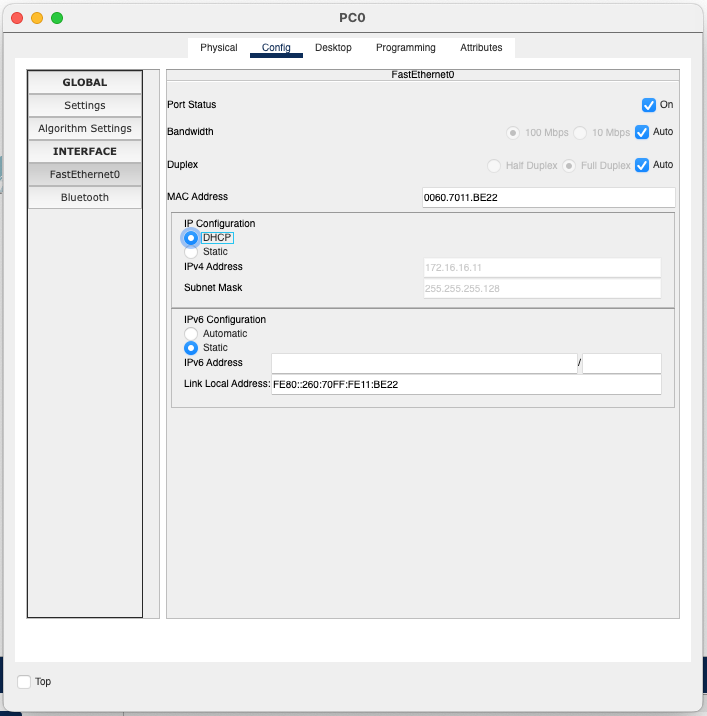 PC0
Physical Config Desktop Programming Attributes
GLOBAL
Settings
Algorithm Settings
INTERFACE
FastEthernet0
Bluetooth
FastEthernet0
Port Status On
Bandwidth 100 Mbps 10 Mbps Auto
Duplex Half Duplex Full Duplex Auto
MAC Address 0060.7011.BE22
IP Configuration
DHCP
Static
IPv4 Address 172.16.16.11
Subnet Mask 255.255.255.128
IPv6 Configuration
Automatic
Static
IPv6 Address /
Link Local Address: FE80::260:70FF:FE11:BE22
Top